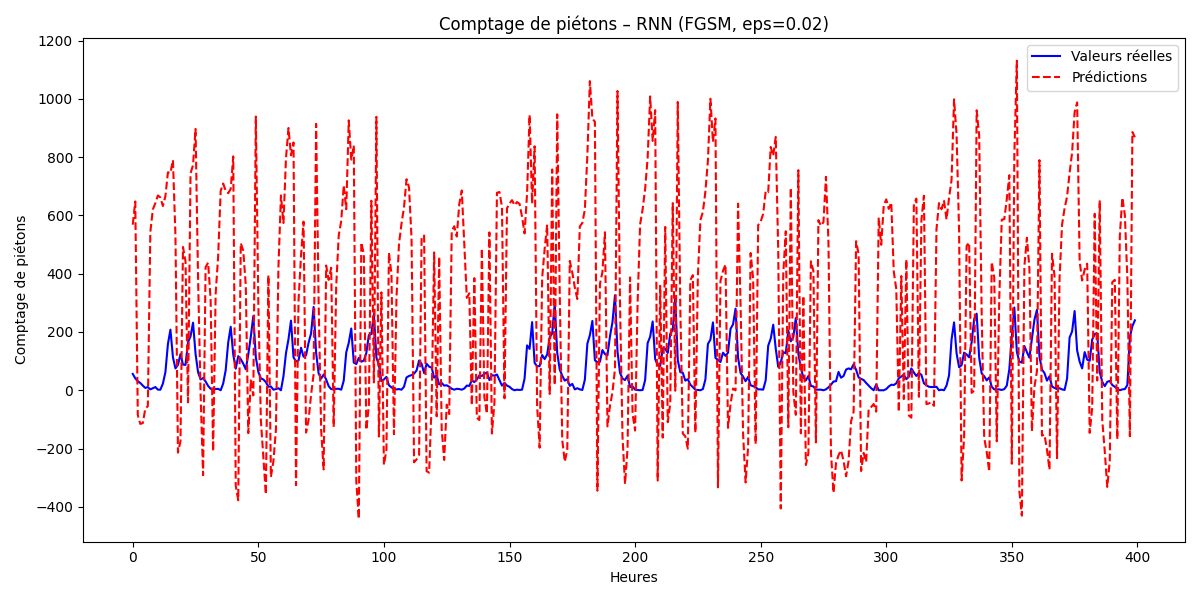 Comptage de piétons – RNN (FGSM, eps=0.02)
Valeurs réelles
Prédictions
Comptage de piétons
1200
1000
800
600
400
200
0
−200
−400
0 50 100 150 200 250 300 350 400
Heures